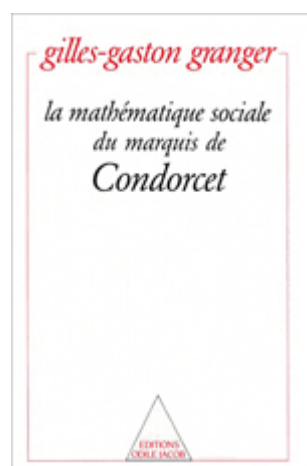 gilles-gaston granger
la mathématique sociale
du marquis de
Condorcet
EDITIONS
ODILE JACOB